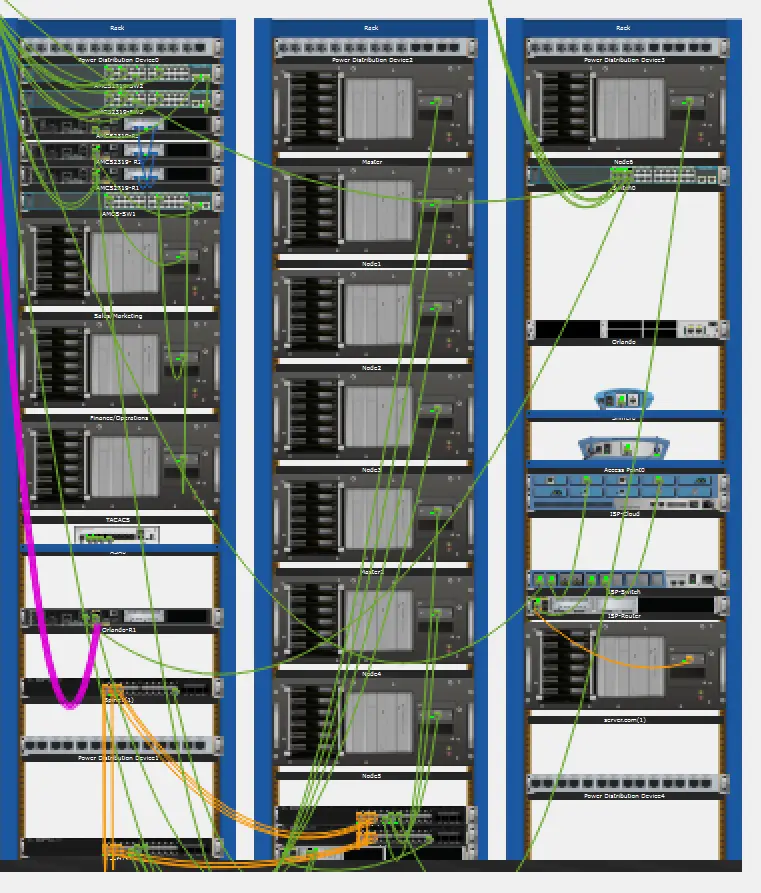 Rack
Power Distribution Device0
AMCS-SW1
Sales/Marketing
Finance/Operations
TACACS
Orlando-R1
Power Distribution Device1
Rack
Power Distribution Device2
Master
Node1
Node2
Node3
Master2
Node4
Node5
Rack
Power Distribution Device3
Node6
Switch0
Orlando
Access Point0
ISP-Cloud
ISP-Switch
ISP-Router
server.com(1)
Power Distribution Device4